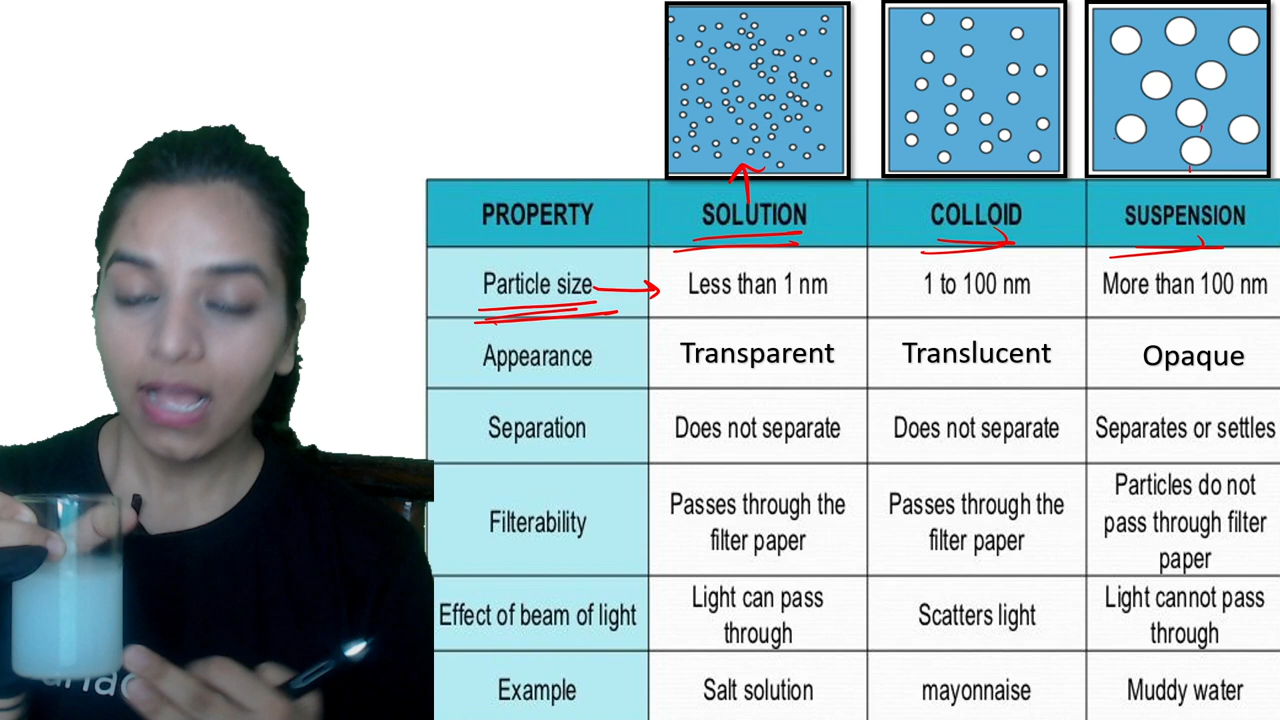 PROPERTY SOLUTION COLLOID SUSPENSION
Particle size Less than 1 nm 1 to 100 nm More than 100 nm
Appearance Transparent Translucent Opaque
Separation Does not separate Does not separate Separates or settles
Filterability
Passes through the
filter paper
Passes through the
filter paper
Particles do not
pass through filter
paper
Effect of beam of light
Light can pass
through
Scatters light
Light cannot pass
through
Example Salt solution mayonnaise Muddy water